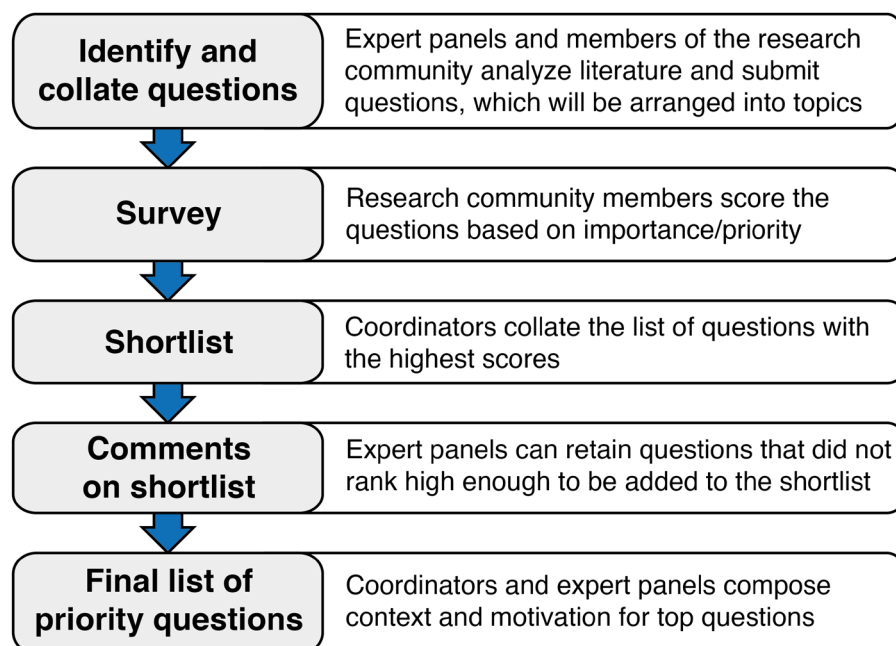 Identify and
collate questions
Expert panels and members of the research
community analyze literature and submit
questions, which will be arranged into topics
Survey
Research community members score the
questions based on importance/priority
Shortlist
Coordinators collate the list of questions with
the highest scores
Comments
on shortlist
Expert panels can retain questions that did not
rank high enough to be added to the shortlist
Final list of
priority questions
Coordinators and expert panels compose
context and motivation for top questions